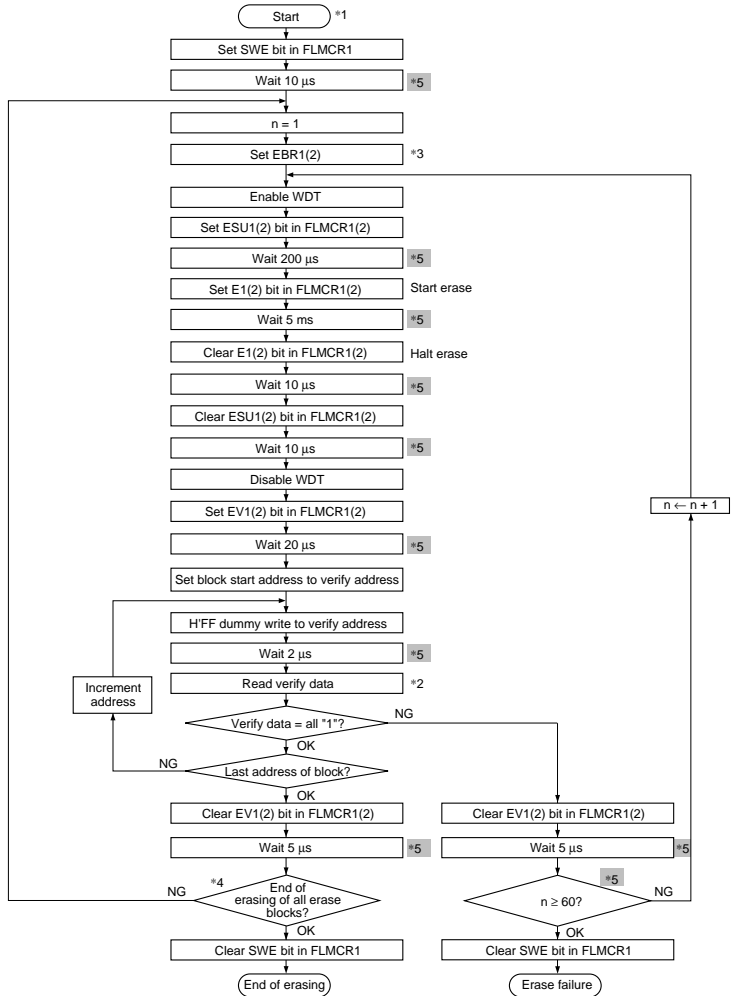 Start *1
Set SWE bit in FLMCR1
Wait 10 μs *5
n = 1
Set EBR1(2) *3
Enable WDT
Set ESU1(2) bit in FLMCR1(2)
Wait 200 μs *5
Set E1(2) bit in FLMCR1(2) Start erase
Wait 5 ms *5
Clear E1(2) bit in FLMCR1(2) Halt erase
Wait 10 μs *5
Clear ESU1(2) bit in FLMCR1(2)
Wait 10 μs *5
Disable WDT
Set EV1(2) bit in FLMCR1(2)
n ← n + 1
Wait 20 μs *5
Set block start address to verify address
H'FF dummy write to verify address
Wait 2 μs *5
Increment
address
Read verify data *2
Verify data = all "1"?
NG
OK
NG
Last address of block?
OK
Clear EV1(2) bit in FLMCR1(2)
Wait 5 μs *5
NG
*4
End of
erasing of all erase
blocks?
OK
Clear SWE bit in FLMCR1
End of erasing
Clear EV1(2) bit in FLMCR1(2)
Wait 5 μs *5
*5
n ≥ 60?
NG
OK
Clear SWE bit in FLMCR1
Erase failure